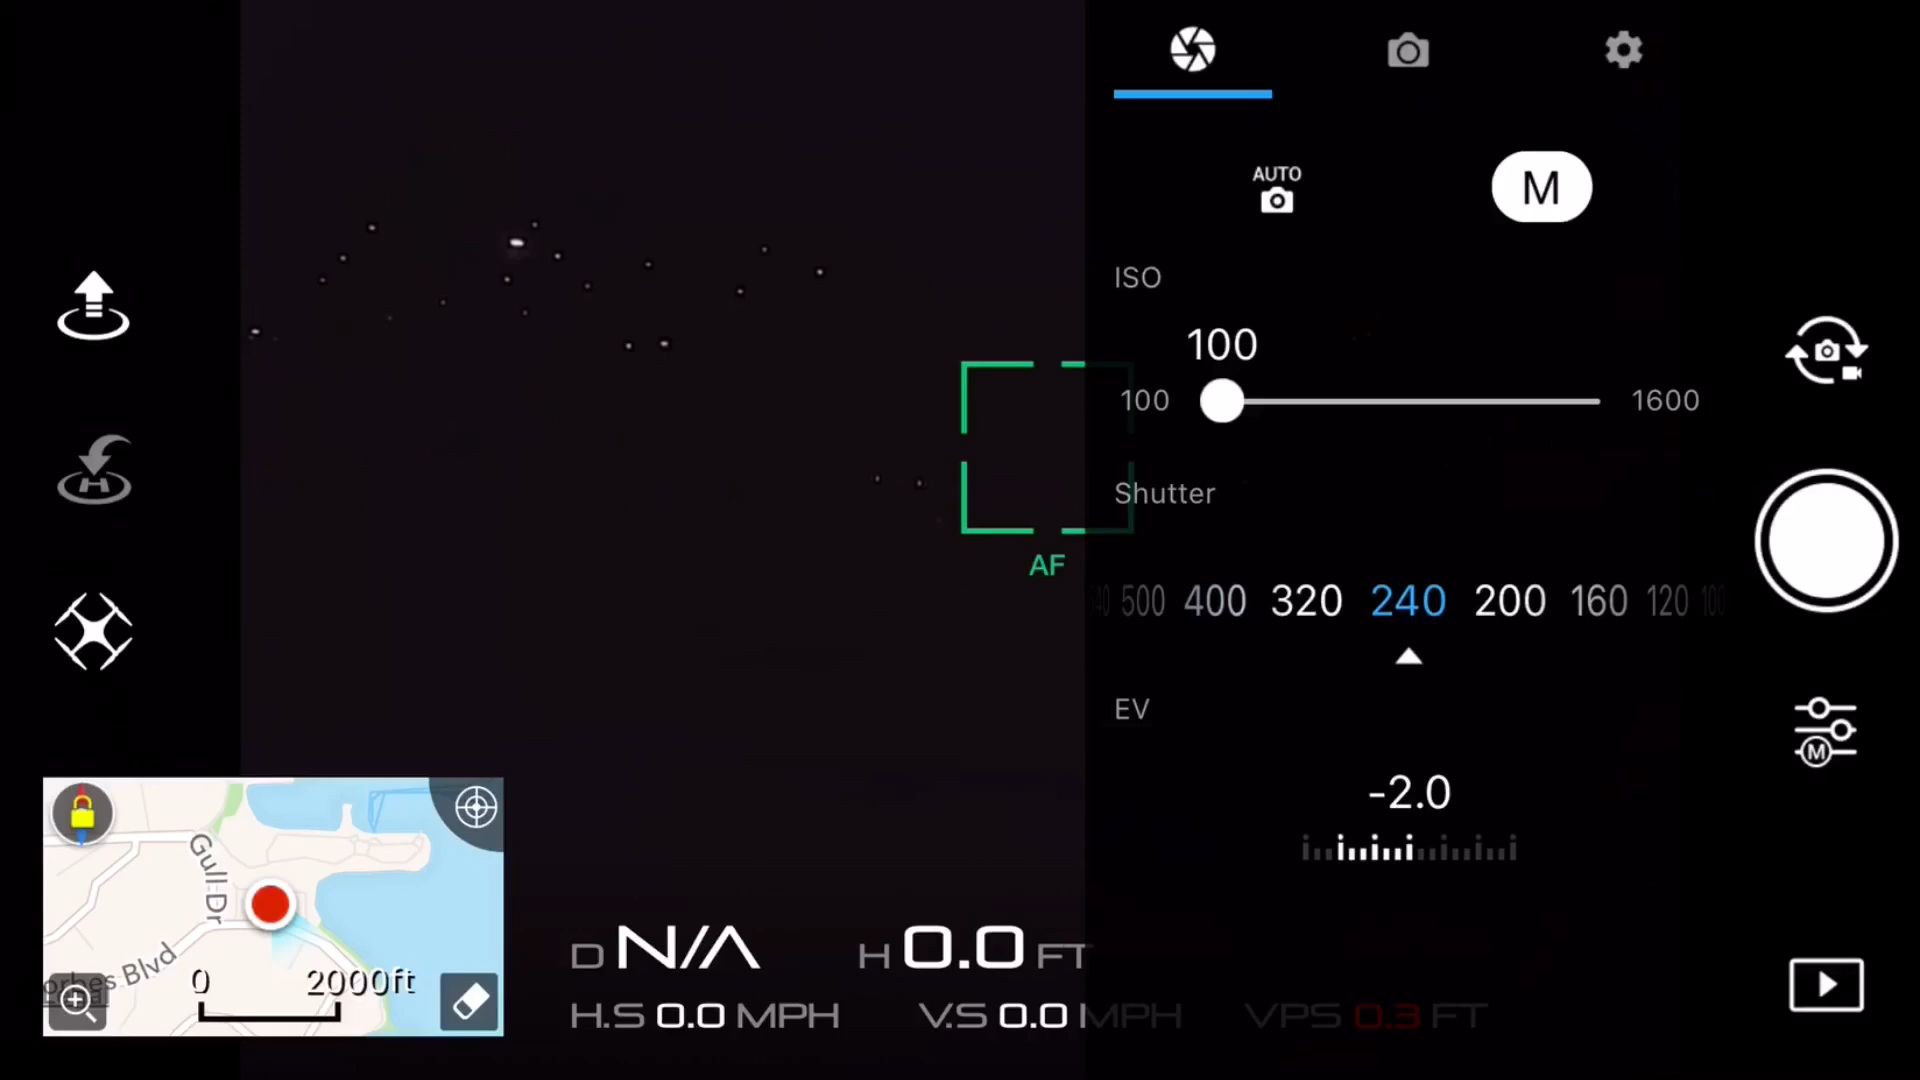 AUTO
M
ISO
100
100 1600
Shutter
AF
500 400 320 240 200 160 120 100
EV
-2.0
Gull Dr
Blvd
0 2000ft
D N/A H 0.0 FT
H.S 0.0 MPH V.S 0.0 MPH VPS 0.3 FT
H
M